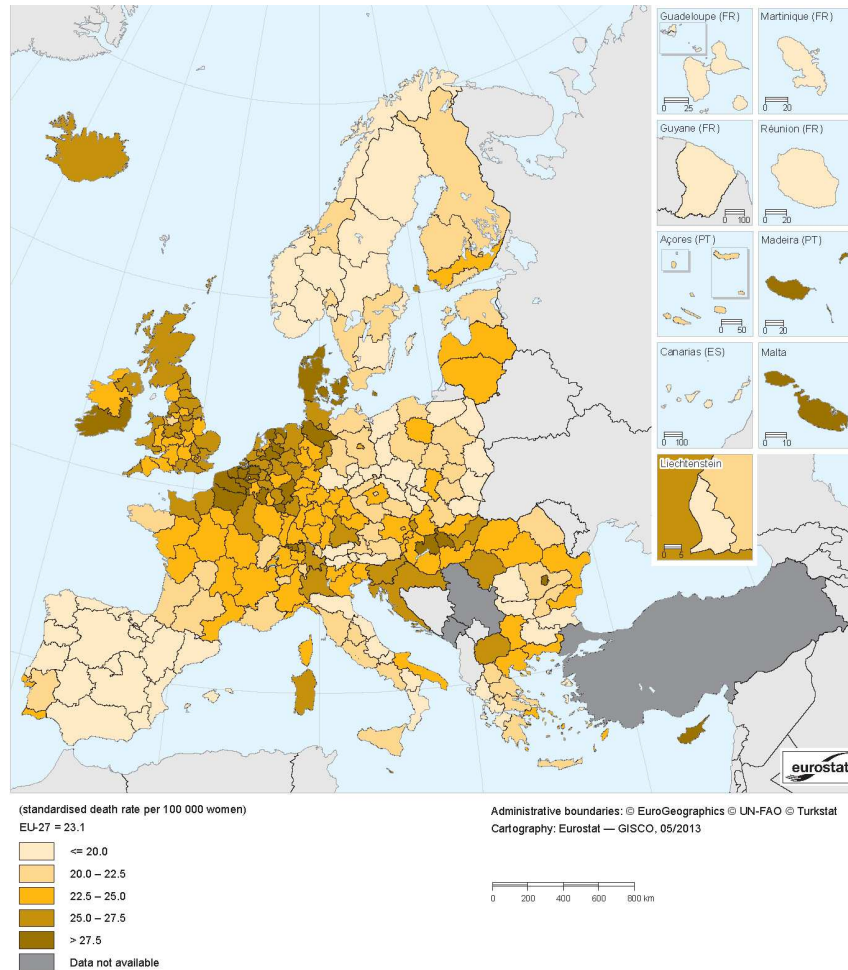 Guadeloupe (FR)
0 25
Martinique (FR)
0 20
Guyane (FR)
0 100
Réunion (FR)
0 20
Açores (PT)
0 50
Madeira (PT)
0 20
Canarias (ES)
0 100
Malta
0 10
Liechtenstein
0 5
eurostat
(standardised death rate per 100 000 women)
EU-27 = 23.1
<= 20.0
20.0 – 22.5
22.5 – 25.0
25.0 – 27.5
> 27.5
Data not available
Administrative boundaries: © EuroGeographics © UN-FAO © Turkstat
Cartography: Eurostat — GISCO, 05/2013
0 200 400 600 800 km